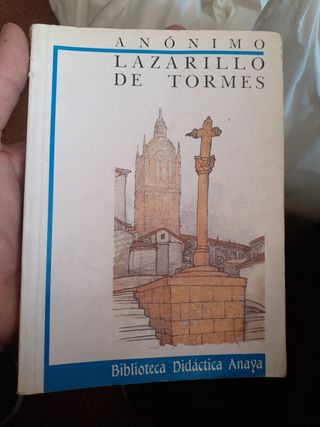 ANÓNIMO
LAZARILLO
DE TORMES
Biblioteca Didáctica Anaya